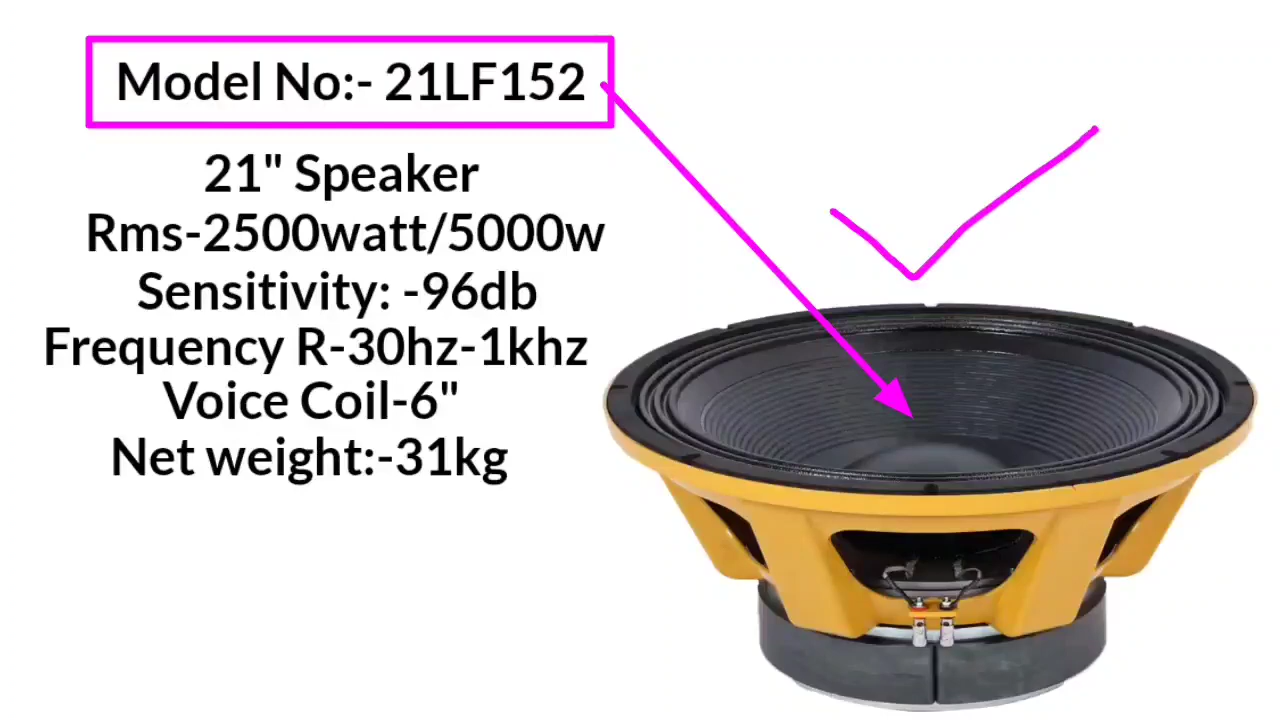 Model No:- 21LF152
21" Speaker
Rms-2500watt/5000w
Sensitivity: -96db
Frequency R-30hz-1khz
Voice Coil-6"
Net weight:-31kg